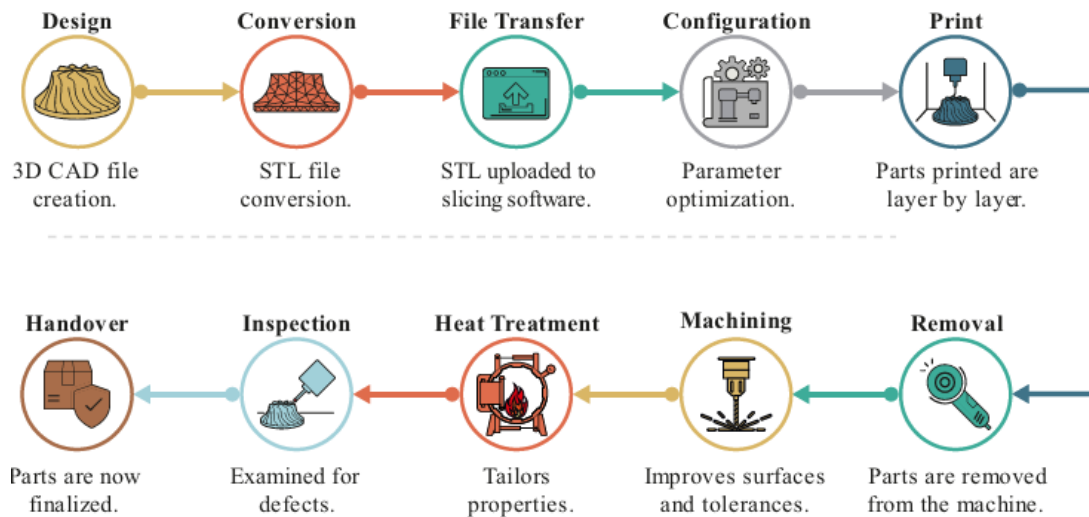 Design
Conversion
File Transfer
Configuration
Print
3D CAD file
creation.
STL file
conversion.
STL uploaded to
slicing software.
Parameter
optimization.
Parts printed are
layer by layer.
Handover
Inspection
Heat Treatment
Machining
Removal
Parts are now
finalized.
Examined for
defects.
Tailors
properties.
Improves surfaces
and tolerances.
Parts are removed
from the machine.